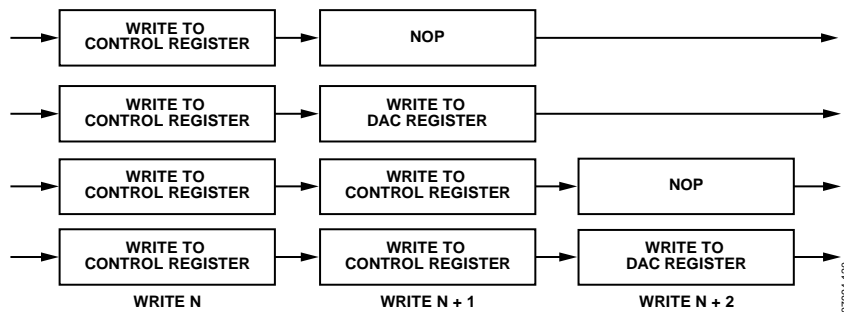 WRITE TO
CONTROL REGISTER
NOP
WRITE TO
CONTROL REGISTER
WRITE TO
DAC REGISTER
WRITE TO
CONTROL REGISTER
WRITE TO
CONTROL REGISTER
NOP
WRITE TO
CONTROL REGISTER
WRITE TO
CONTROL REGISTER
WRITE TO
DAC REGISTER
WRITE N
WRITE N + 1
WRITE N + 2